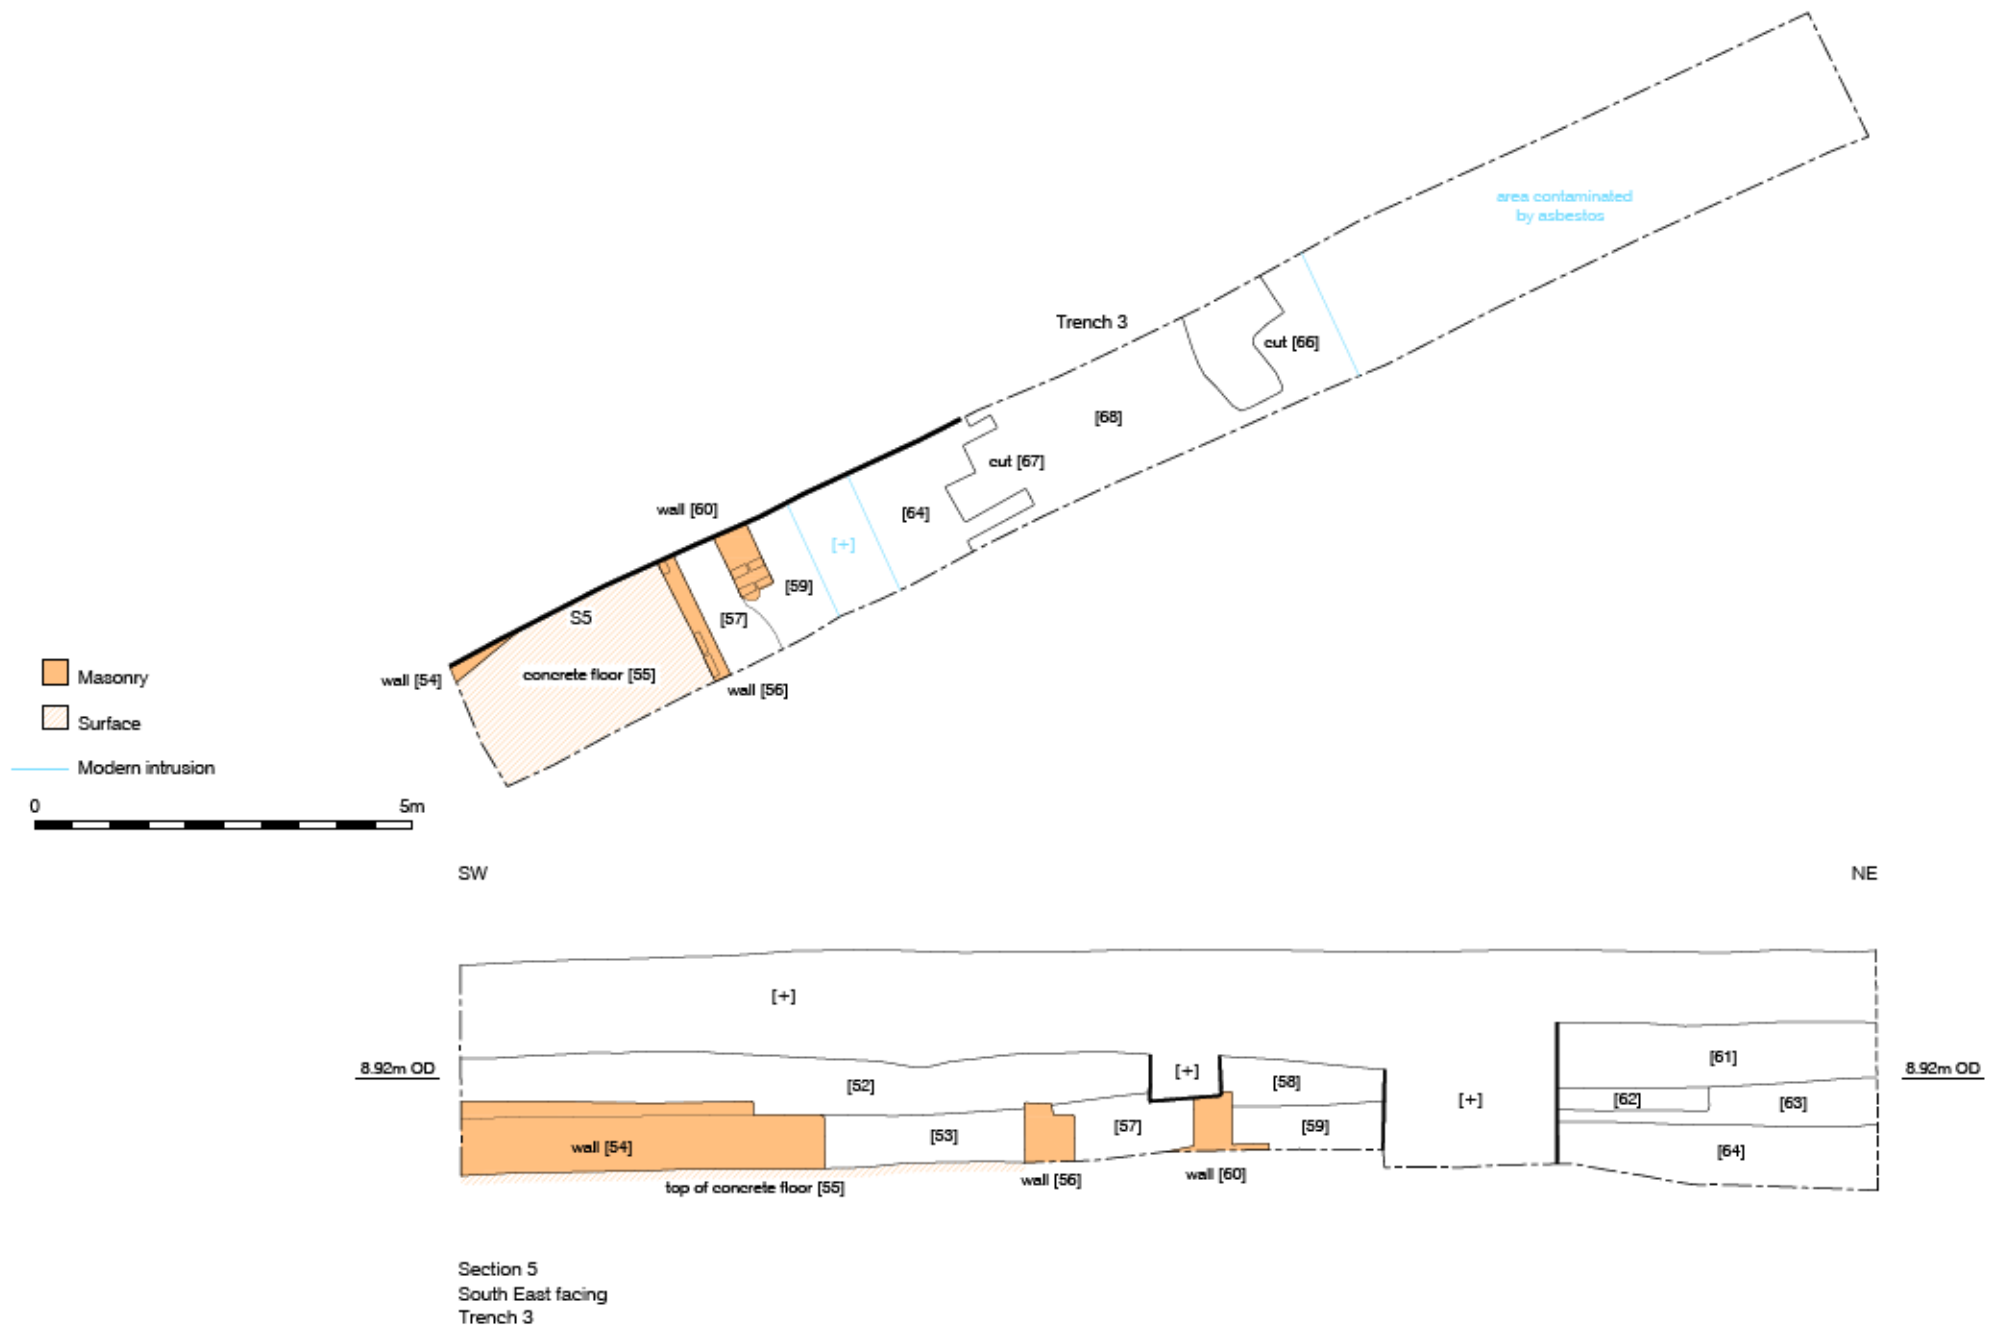 area contaminated
by asbestos
Trench 3
cut [66]
[68]
cut [67]
wall [60]
[64]
[+]
[59]
S5
[57]
concrete floor [55]
wall [54]
wall [56]
Masonry
Surface
Modern intrusion
0 5m
SW NE
[+]
[61]
8.92m OD
[+]
8.92m OD
[58]
[52]
[62]
[63]
[+]
[59]
[57]
[53]
wall [54]
[64]
wall [60]
wall [56]
top of concrete floor [55]
Section 5
South East facing
Trench 3